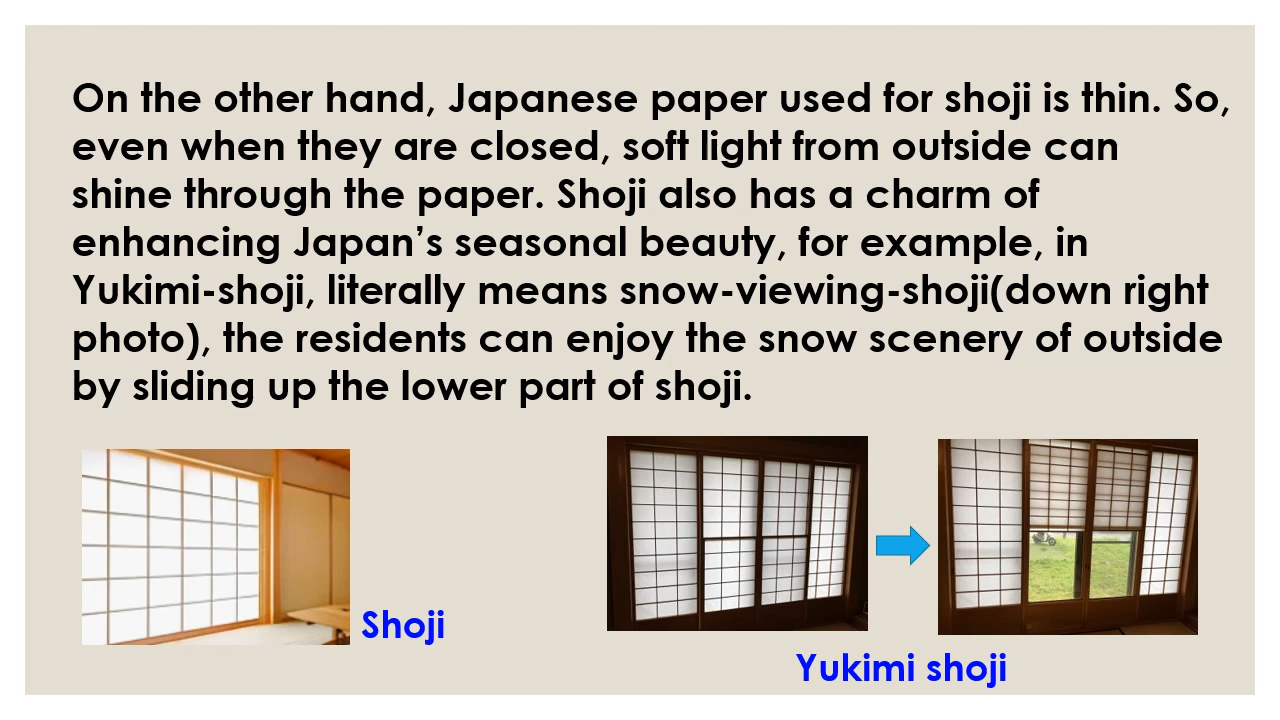 On the other hand, Japanese paper used for shoji is thin. So,
even when they are closed, soft light from outside can
shine through the paper. Shoji also has a charm of
enhancing Japan’s seasonal beauty, for example, in
Yukimi-shoji, literally means snow-viewing-shoji(down right
photo), the residents can enjoy the snow scenery of outside
by sliding up the lower part of shoji.
Shoji
Yukimi shoji